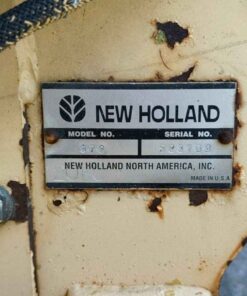 NEW HOLLAND
MODEL NO. SERIAL NO.
NEW HOLLAND NORTH AMERICA, INC.
MADE IN U.S.A.